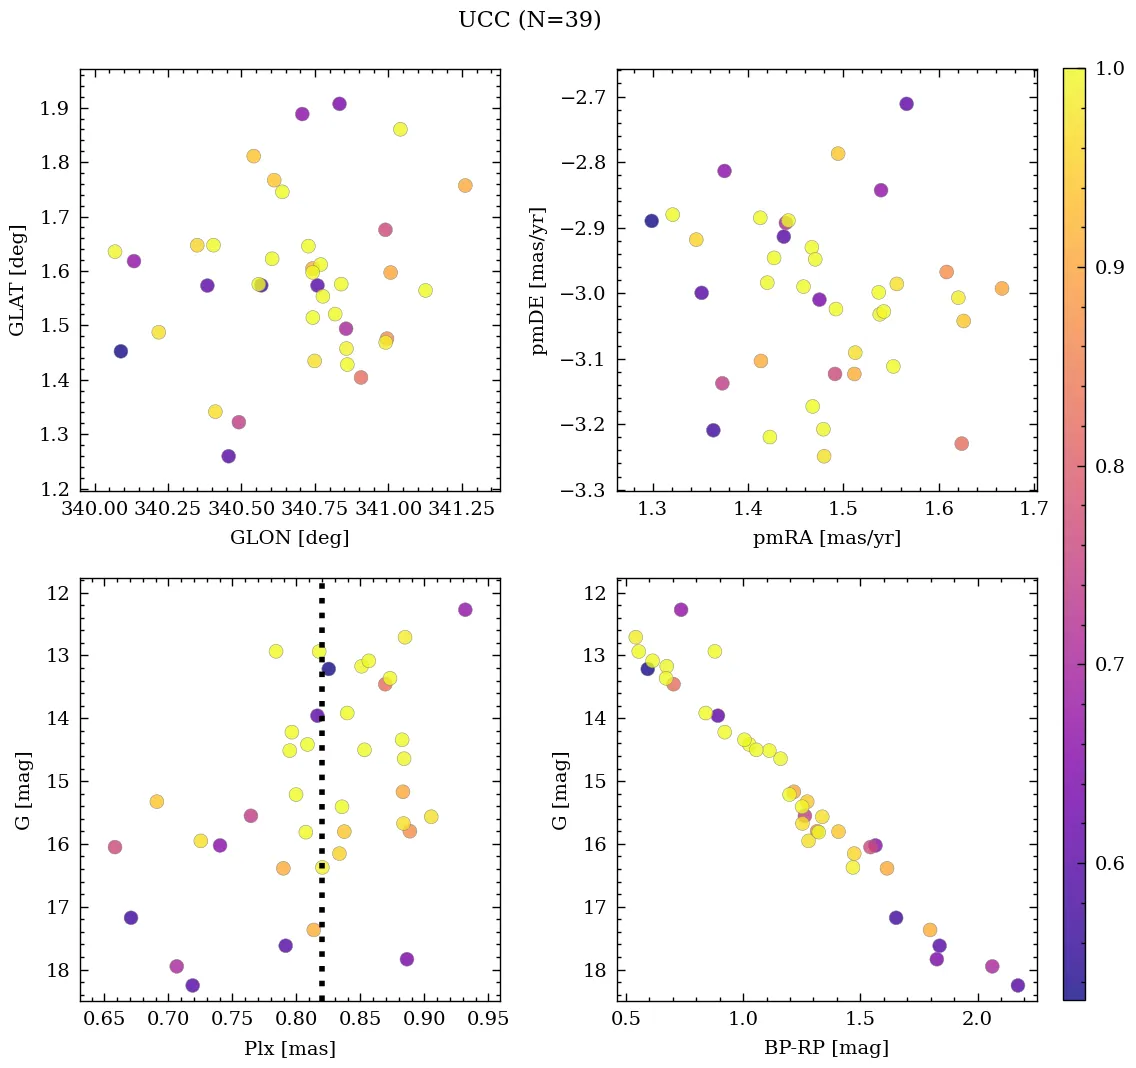 UCC (N=39)
1.9
1.8
1.7
1.6
1.5
1.4
1.3
1.2
GLAT [deg]
340.00 340.25 340.50 340.75 341.00 341.25
GLON [deg]
−2.7
−2.8
−2.9
−3.0
−3.1
−3.2
−3.3
pmDE [mas/yr]
1.3 1.4 1.5 1.6 1.7
pmRA [mas/yr]
12
13
14
15
16
17
18
G [mag]
0.65 0.70 0.75 0.80 0.85 0.90 0.95
Plx [mas]
12
13
14
15
16
17
18
G [mag]
0.5 1.0 1.5 2.0
BP-RP [mag]
1.0
0.9
0.8
0.7
0.6